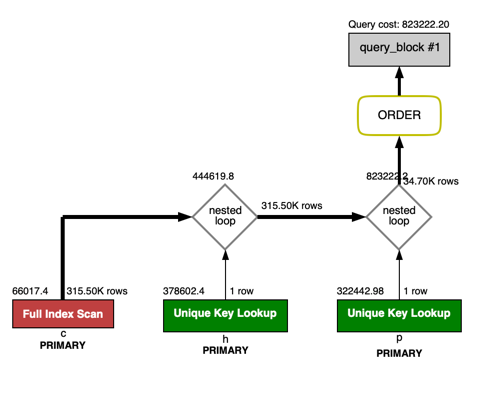 Query cost: 823222.20
query_block #1
ORDER
444619.8
823222.2
34.70K rows
nested
loop
315.50K rows
nested
loop
66017.4
315.50K rows
378602.4
1 row
322442.98
1 row
Full Index Scan
Unique Key Lookup
Unique Key Lookup
c
h
p
PRIMARY
PRIMARY
PRIMARY